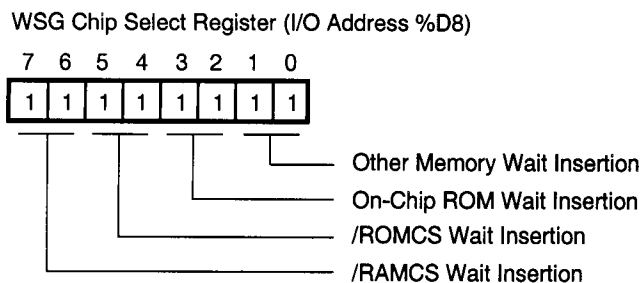 WSG Chip Select Register (I/O Address %D8)
7 6 5 4 3 2 1 0
1 1 1 1 1 1 1 1
Other Memory Wait Insertion
On-Chip ROM Wait Insertion
/ROMCS Wait Insertion
/RAMCS Wait Insertion